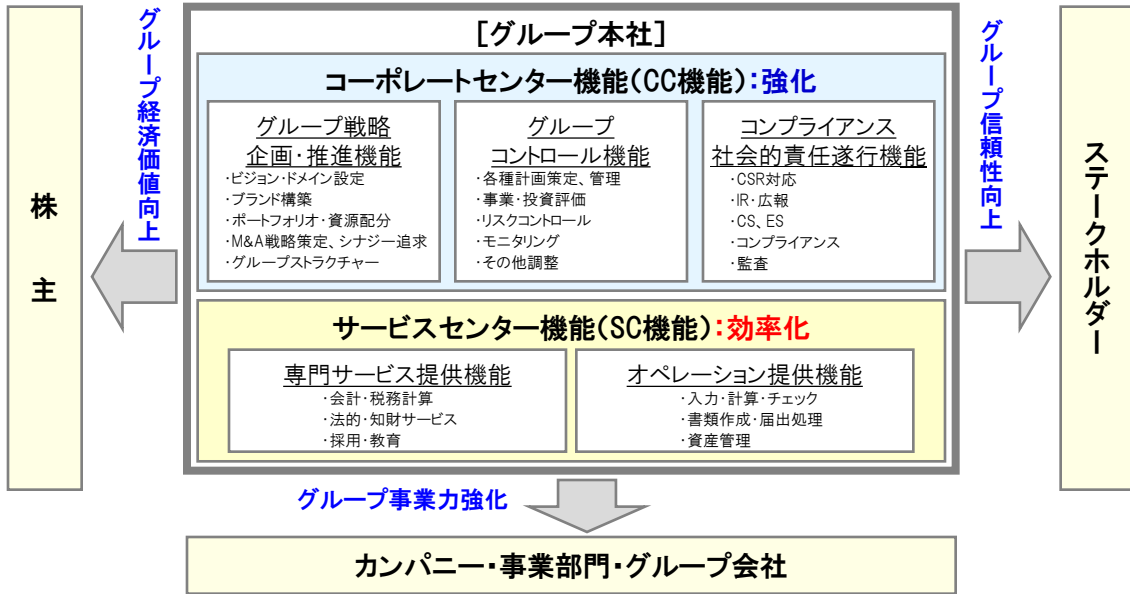 [グループ本社]
コーポレートセンター機能(CC機能):強化
グループ戦略
企画・推進機能
・ビジョン・ドメイン設定
・ブランド構築
・ポートフォリオ・資源配分
・M&A戦略策定、シナジー追求
・グループストラクチャー
グループ
コントロール機能
・各種計画策定、管理
・事業・投資評価
・リスクコントロール
・モニタリング
・その他調整
コンプライアンス
社会的責任遂行機能
・CSR対応
・IR・広報
・CS、ES
・コンプライアンス
・監査
サービスセンター機能(SC機能):効率化
専門サービス提供機能
・会計・税務計算
・法的・知財サービス
・採用・教育
オペレーション提供機能
・入力・計算・チェック
・書類作成・届出処理
・資産管理
グループ経済価値向上
株主
グループ信頼性向上
ステークホルダー
グループ事業力強化
カンパニー・事業部門・グループ会社